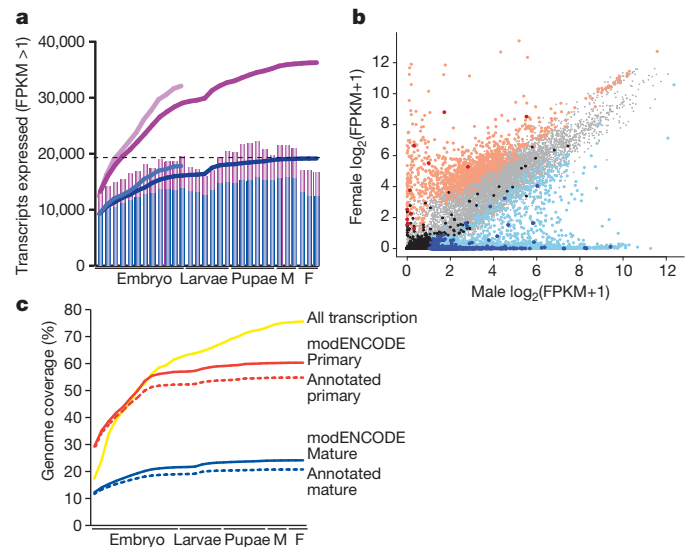 a
Transcripts expressed (FPKM >1)
40,000
30,000
20,000
10,000
0
Embryo Larvae Pupae M F
b
Female log2(FPKM+1)
12
10
8
6
4
2
0
0 2 4 6 8 10 12
Male log2(FPKM+1)
c
Genome coverage (%)
80
70
60
50
40
30
20
10
0
All transcription
modENCODE
Primary
Annotated
primary
modENCODE
Mature
Annotated
mature
Embryo Larvae Pupae M F